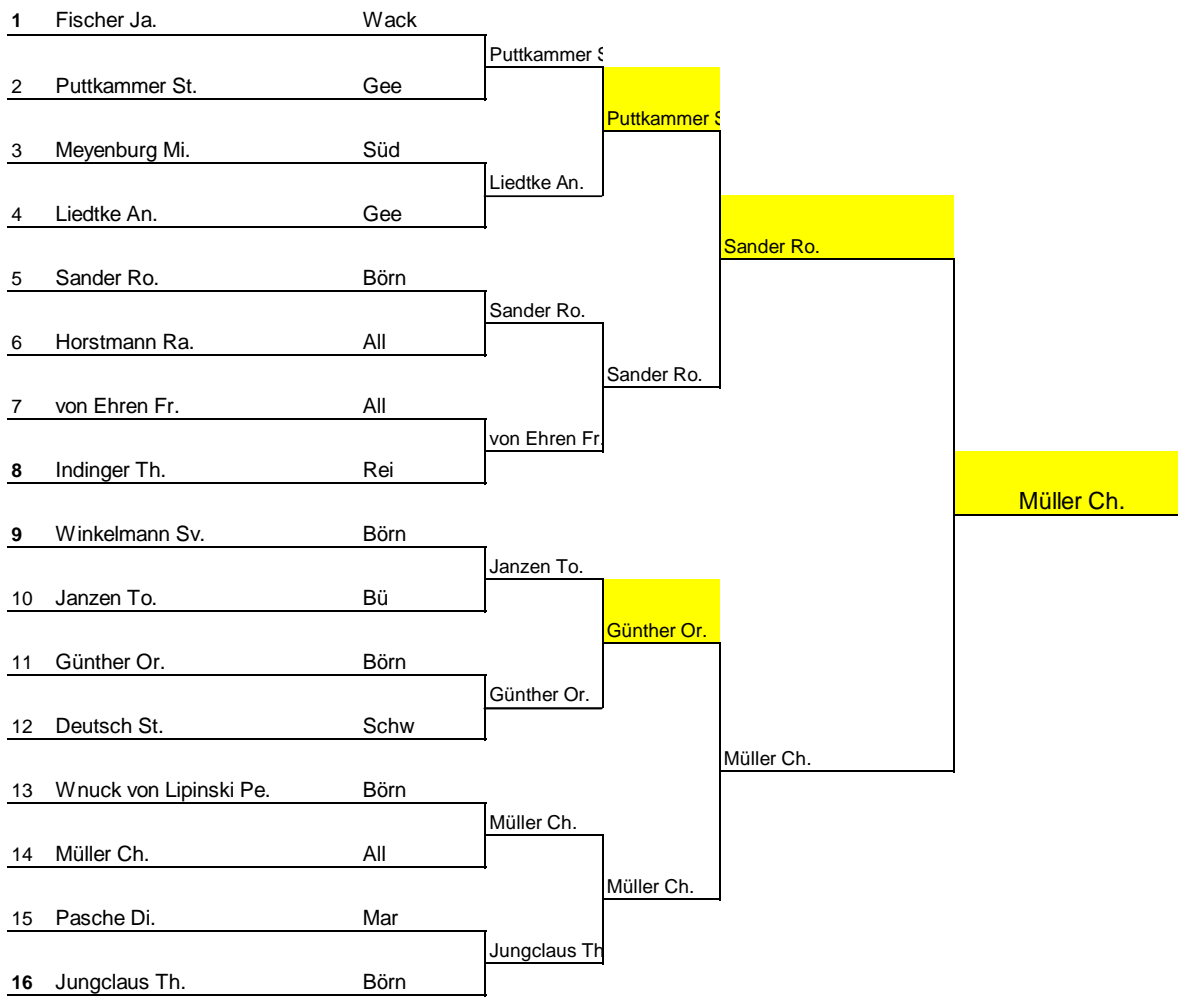 1 Fischer Ja. Wack
Puttkammer S
2 Puttkammer St. Gee
Puttkammer S
3 Meyenburg Mi. Süd
Liedtke An.
4 Liedtke An. Gee
Sander Ro.
5 Sander Ro. Börn
Sander Ro.
6 Horstmann Ra. All
Sander Ro.
7 von Ehren Fr. All
von Ehren Fr.
8 Indinger Th. Rei
Müller Ch.
9 Winkelmann Sv. Börn
Janzen To.
10 Janzen To. Bü
Günther Or.
11 Günther Or. Börn
Günther Or.
12 Deutsch St. Schw
Müller Ch.
13 Wnuck von Lipinski Pe. Börn
Müller Ch.
14 Müller Ch. All
Müller Ch.
15 Pasche Di. Mar
Jungclaus Th
16 Jungclaus Th. Börn